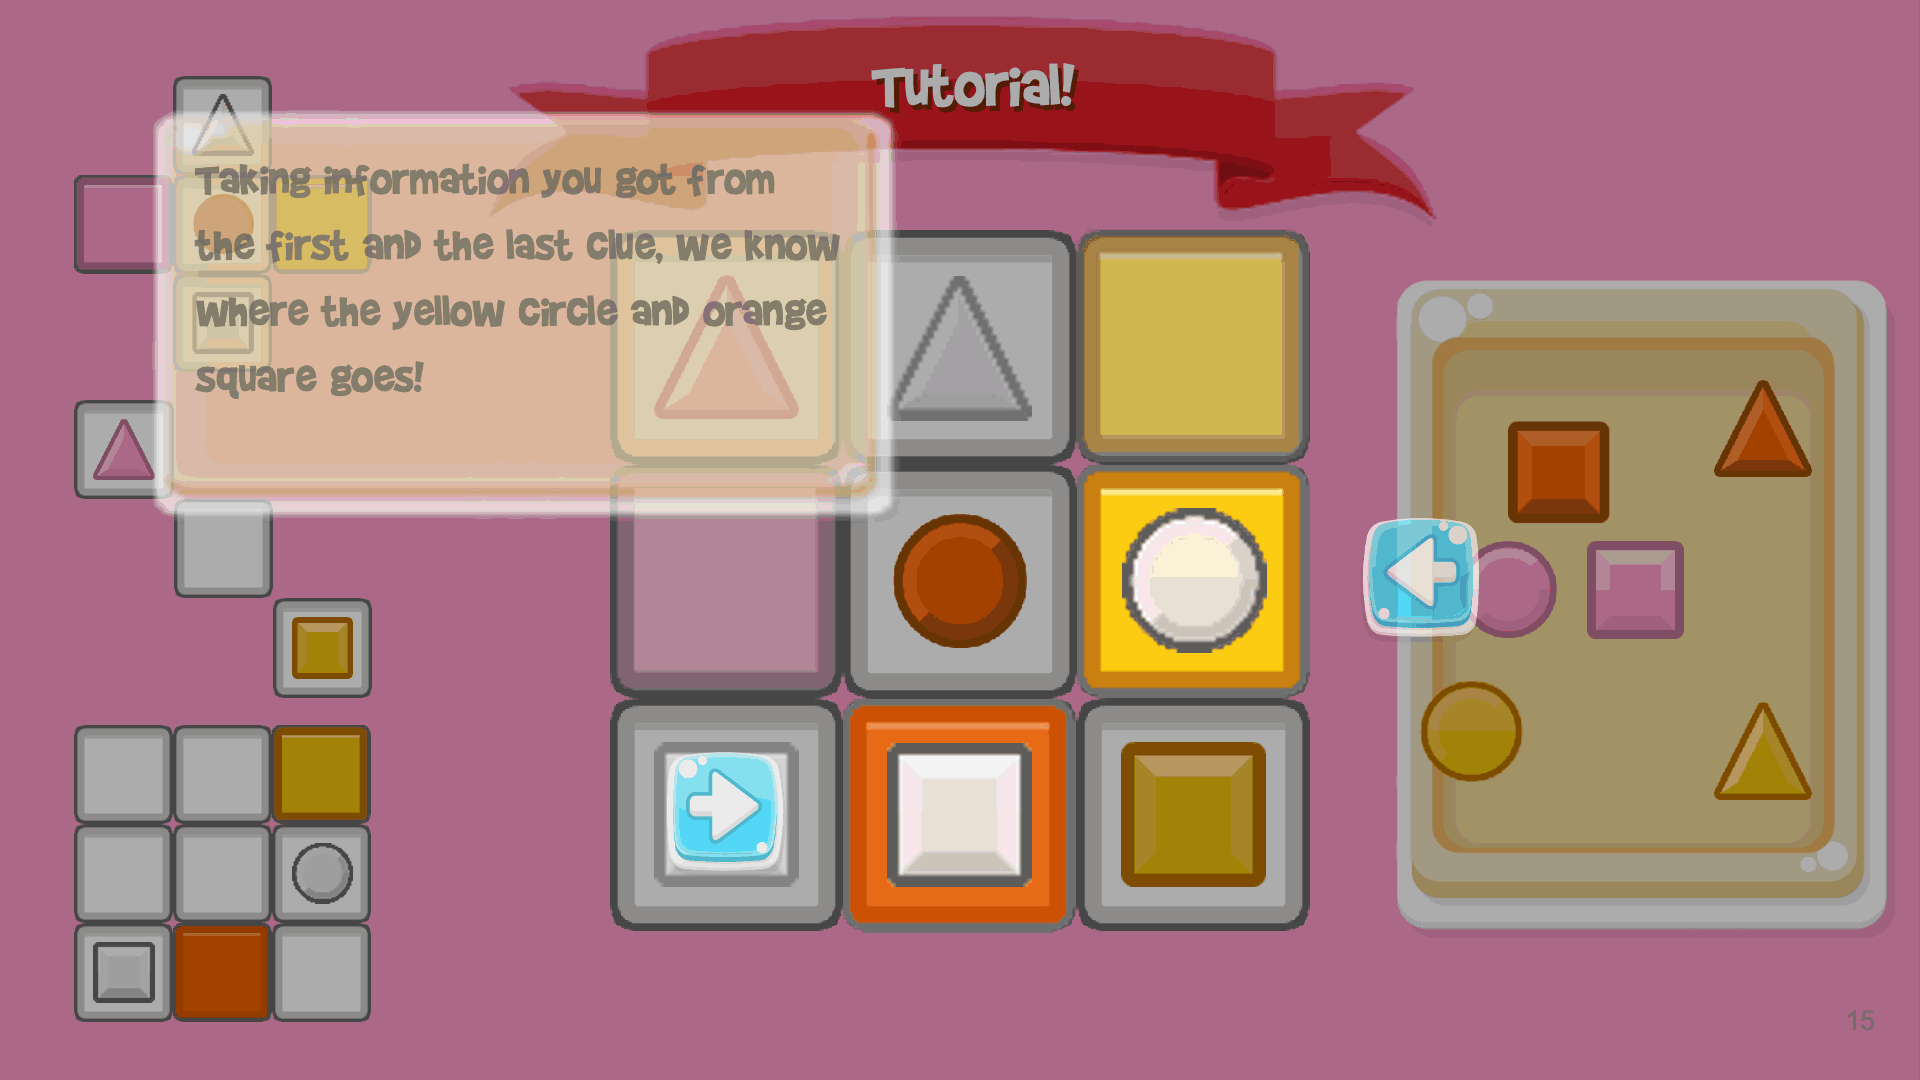 Tutorial!
Taking information you got from
the first and the last clue, we know
where the yellow circle and orange
square goes!
15